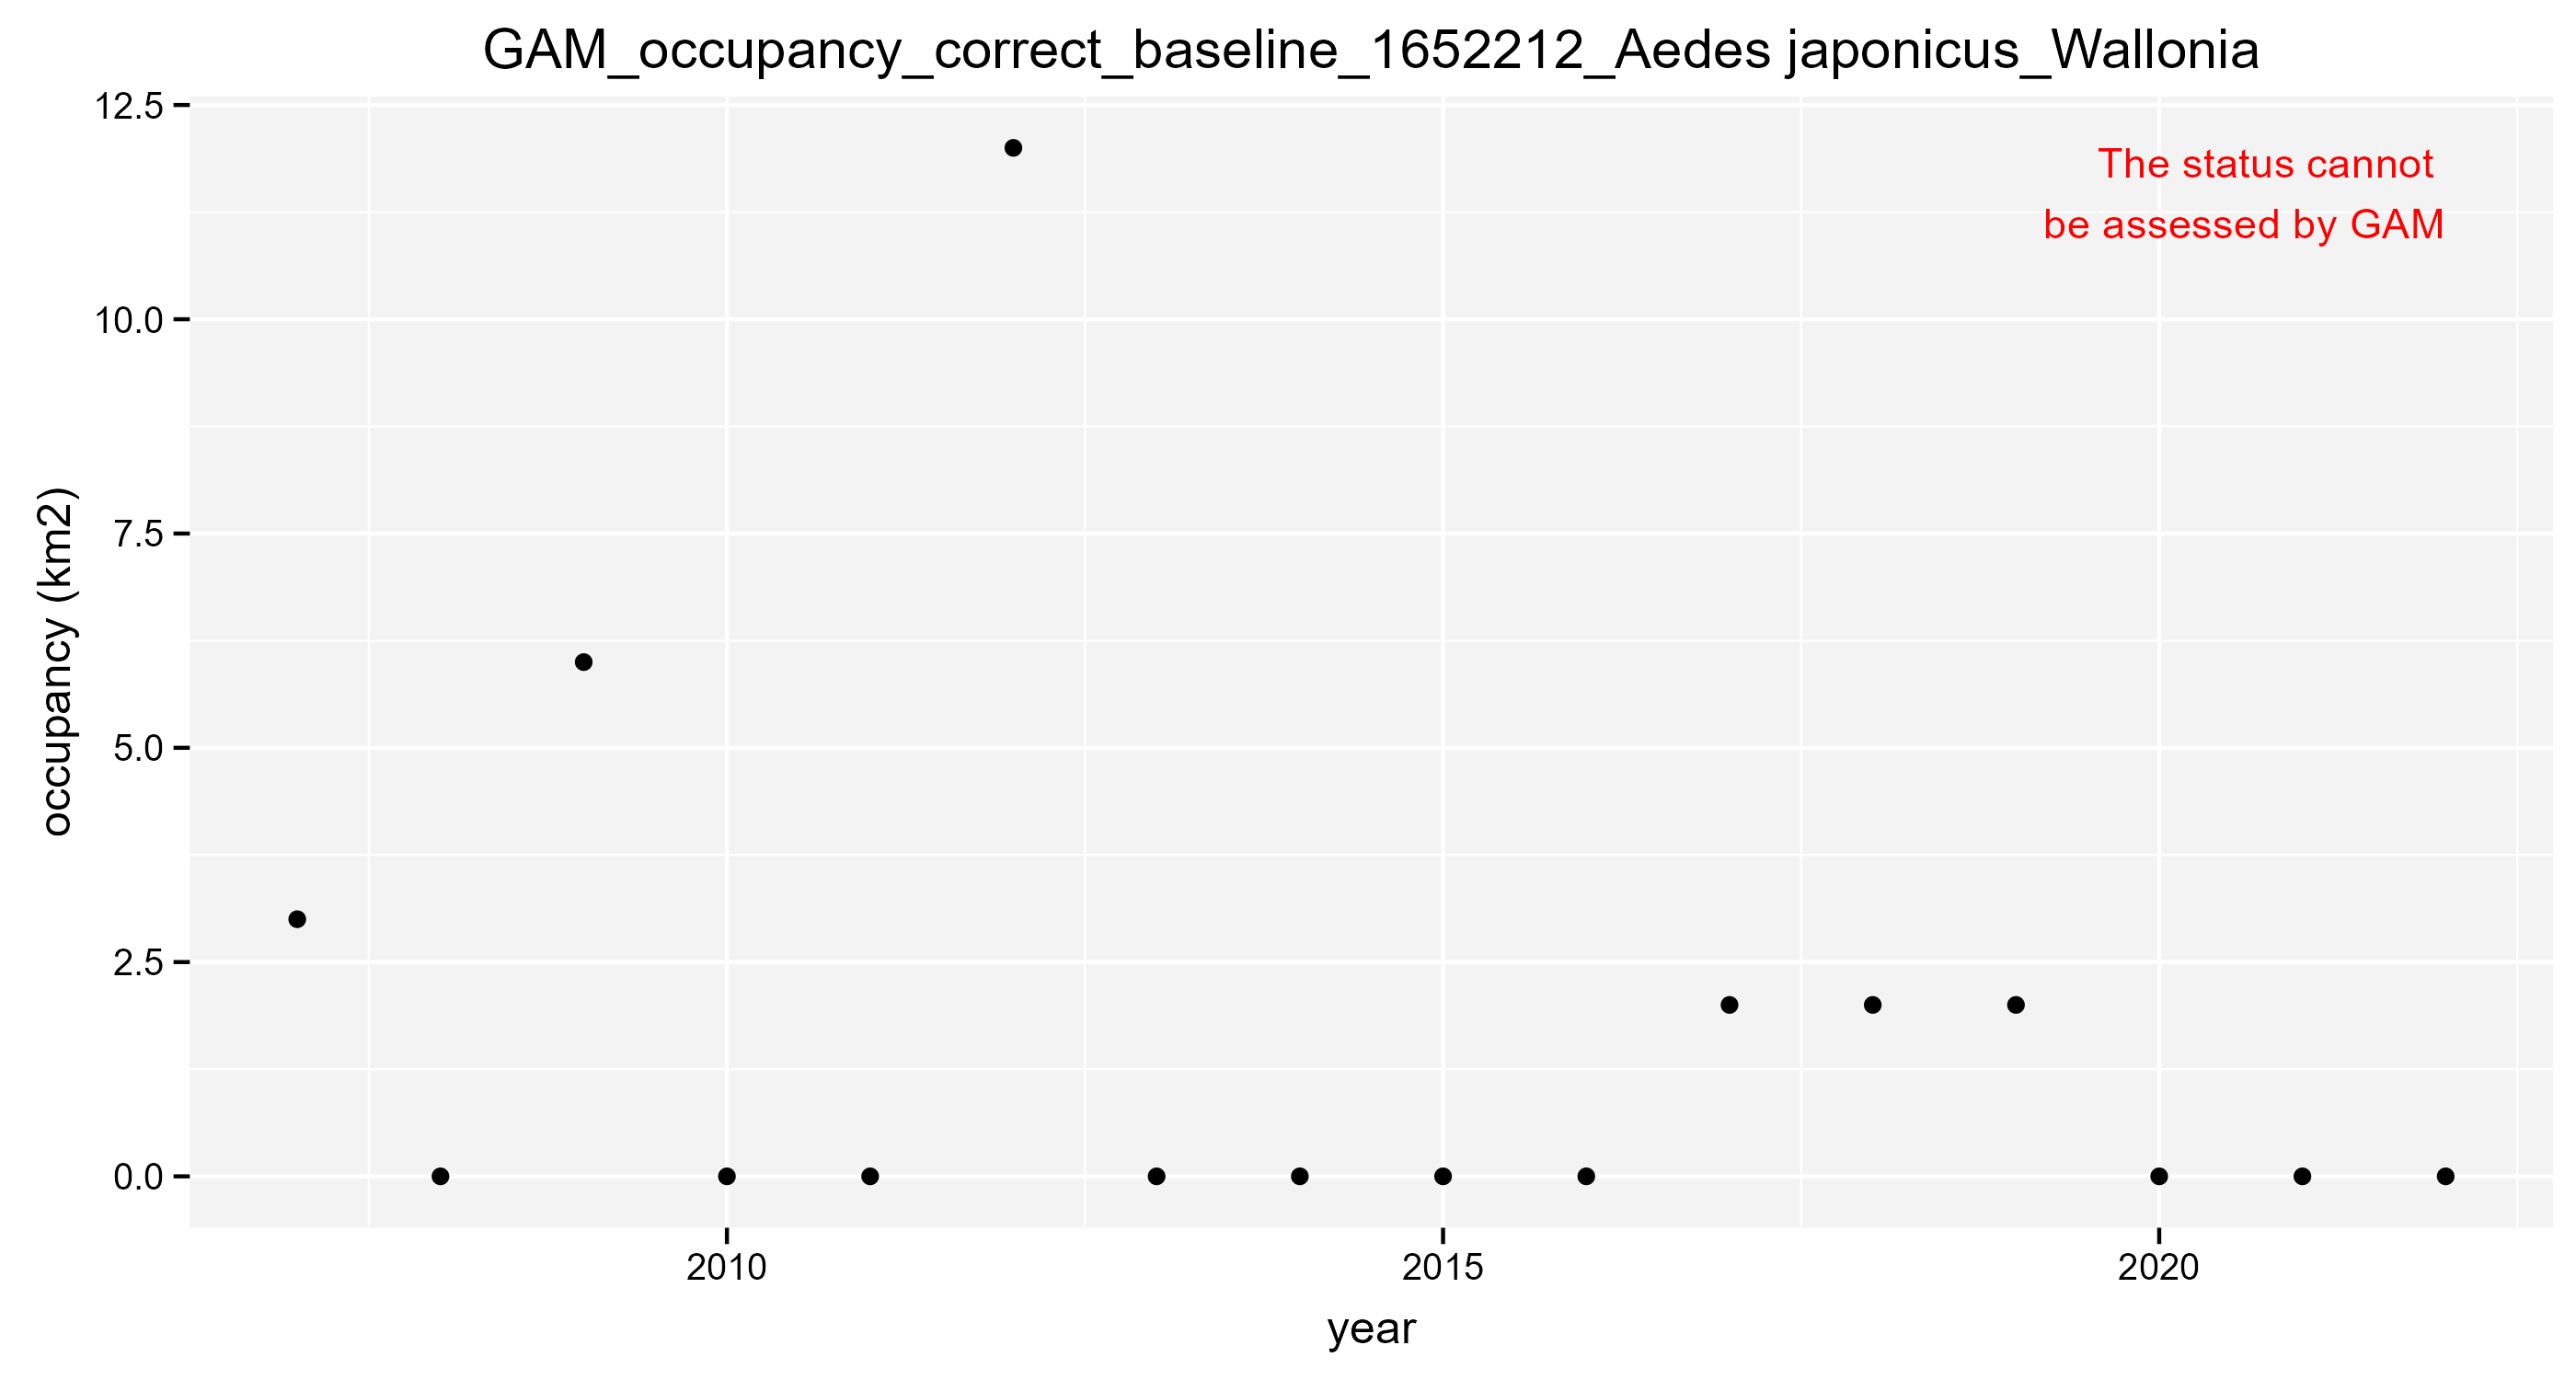 GAM_occupancy_correct_baseline_1652212_Aedes japonicus_Wallonia
12.5
The status cannot
be assessed by GAM
10.0
7.5
occupancy (km2)
5.0
2.5
0.0
2010 2015 2020
year